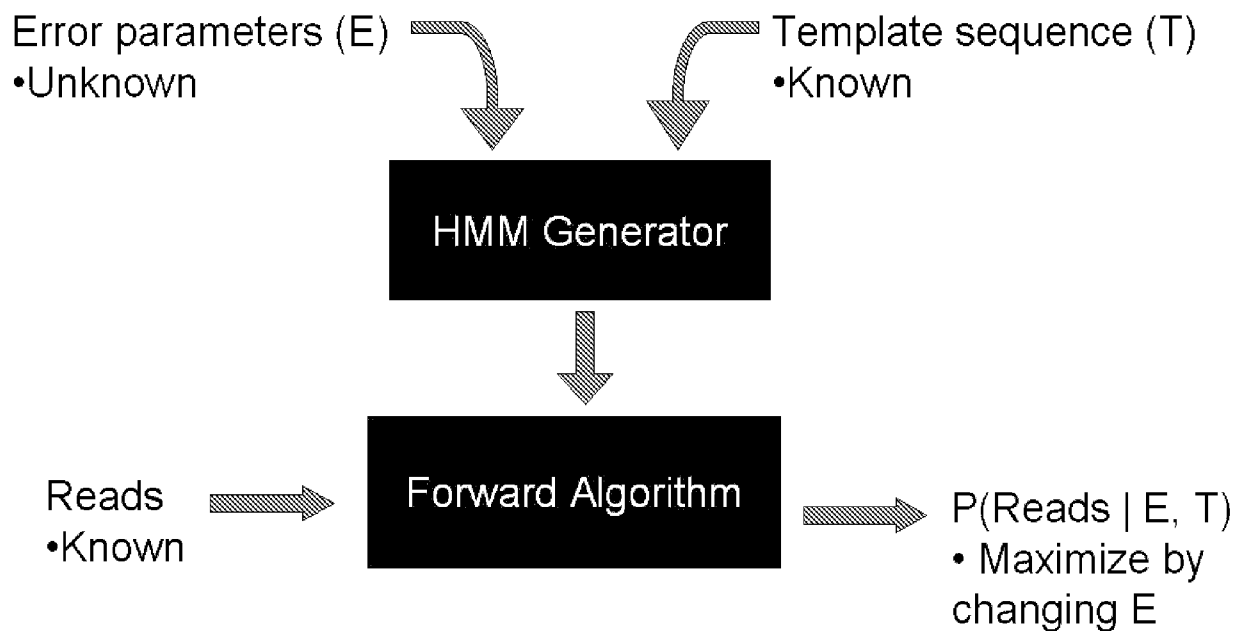 Error parameters (E)
•Unknown
Template sequence (T)
•Known
HMM Generator
Forward Algorithm
Reads
•Known
P(Reads | E, T)
• Maximize by
changing E